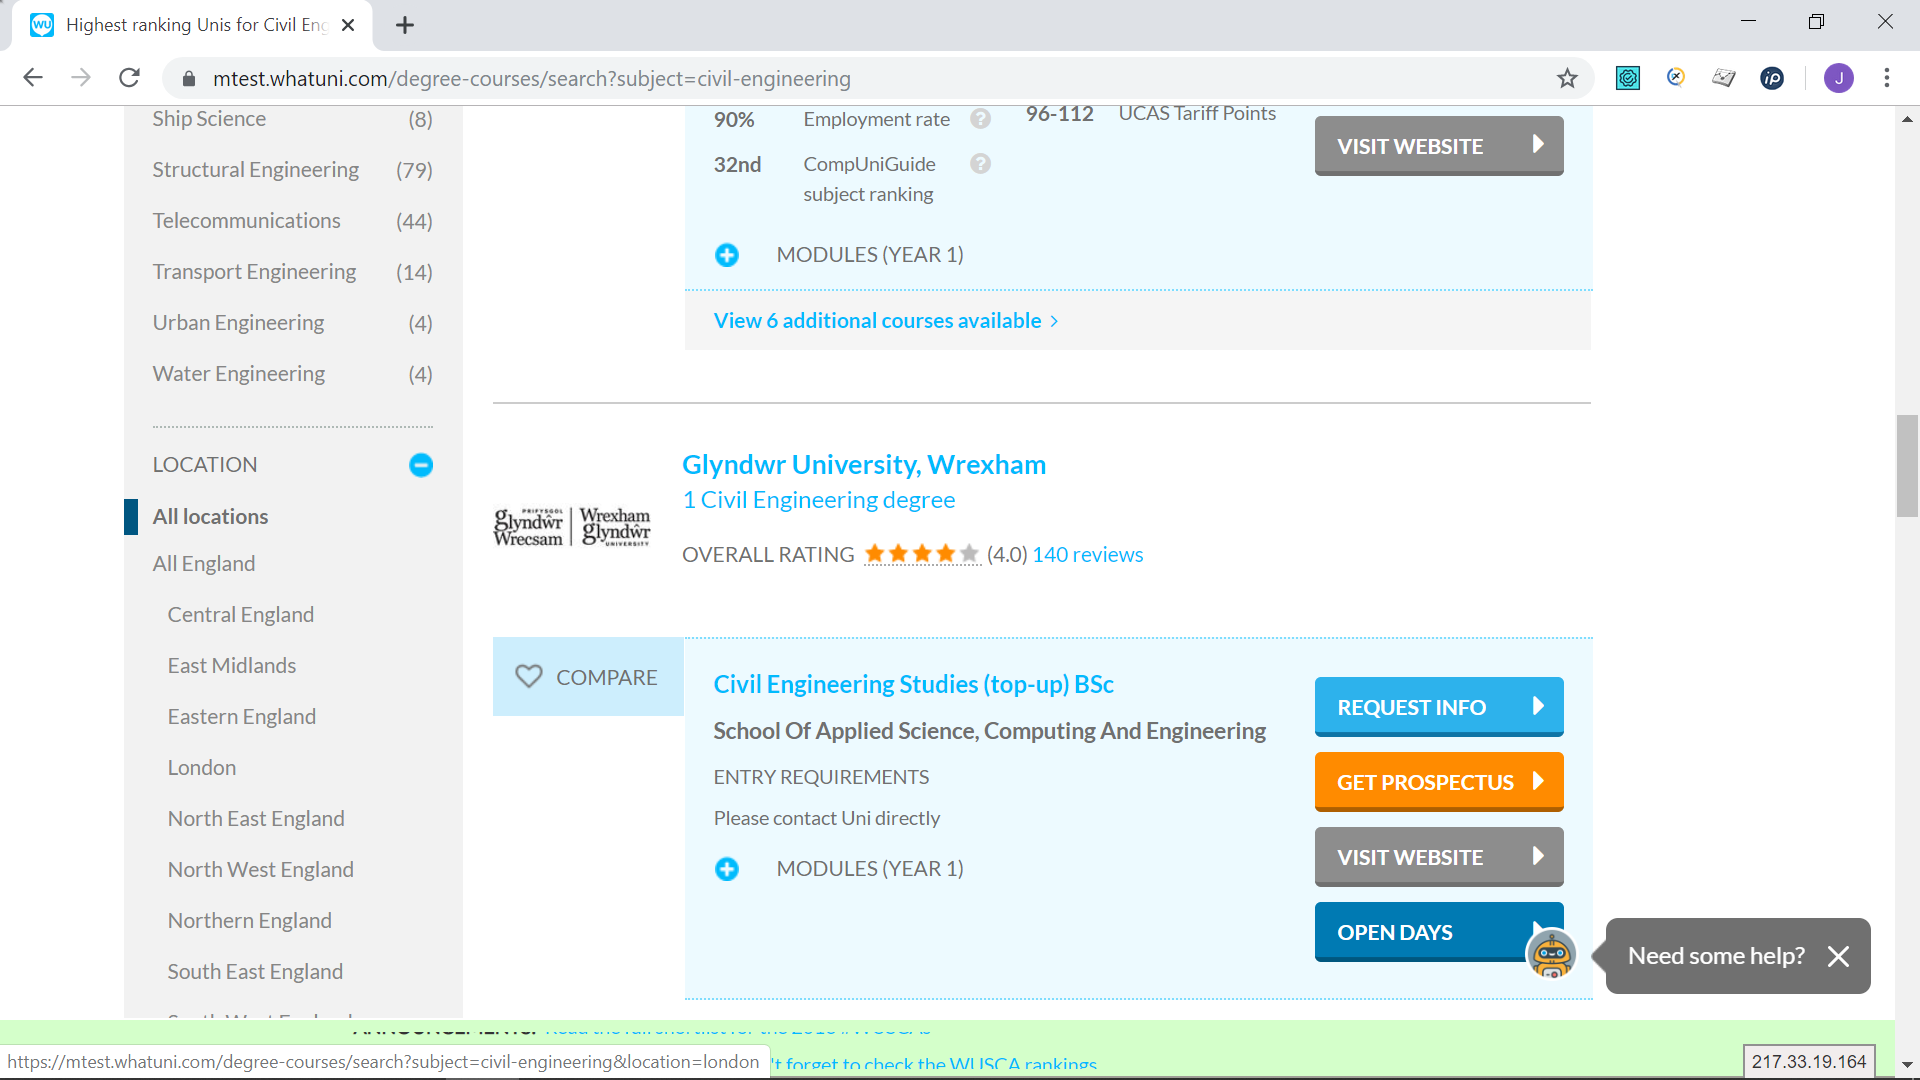 Highest ranking Unis for Civil Eng
mtest.whatuni.com/degree-courses/search?subject=civil-engineering
Ship Science (8)
Structural Engineering (79)
Telecommunications (44)
Transport Engineering (14)
Urban Engineering (4)
Water Engineering (4)
LOCATION
All locations
All England
Central England
East Midlands
Eastern England
London
North East England
North West England
Northern England
South East England
90% Employment rate ?
96-112 UCAS Tariff Points
32nd CompUniGuide ?
subject ranking
VISIT WEBSITE
MODULES (YEAR 1)
View 6 additional courses available >
PRIFYSGOL
glyndŵr Wrexham
Wrecsam glyndŵr
UNIVERSITY
Glyndwr University, Wrexham
1 Civil Engineering degree
OVERALL RATING (4.0) 140 reviews
COMPARE
Civil Engineering Studies (top-up) BSc
School Of Applied Science, Computing And Engineering
ENTRY REQUIREMENTS
Please contact Uni directly
MODULES (YEAR 1)
REQUEST INFO
GET PROSPECTUS
VISIT WEBSITE
OPEN DAYS
Need some help?
't forget to check the WUSCA rankings
https://mtest.whatuni.com/degree-courses/search?subject=civil-engineering&location=london
217.33.19.164
WU
J
ip